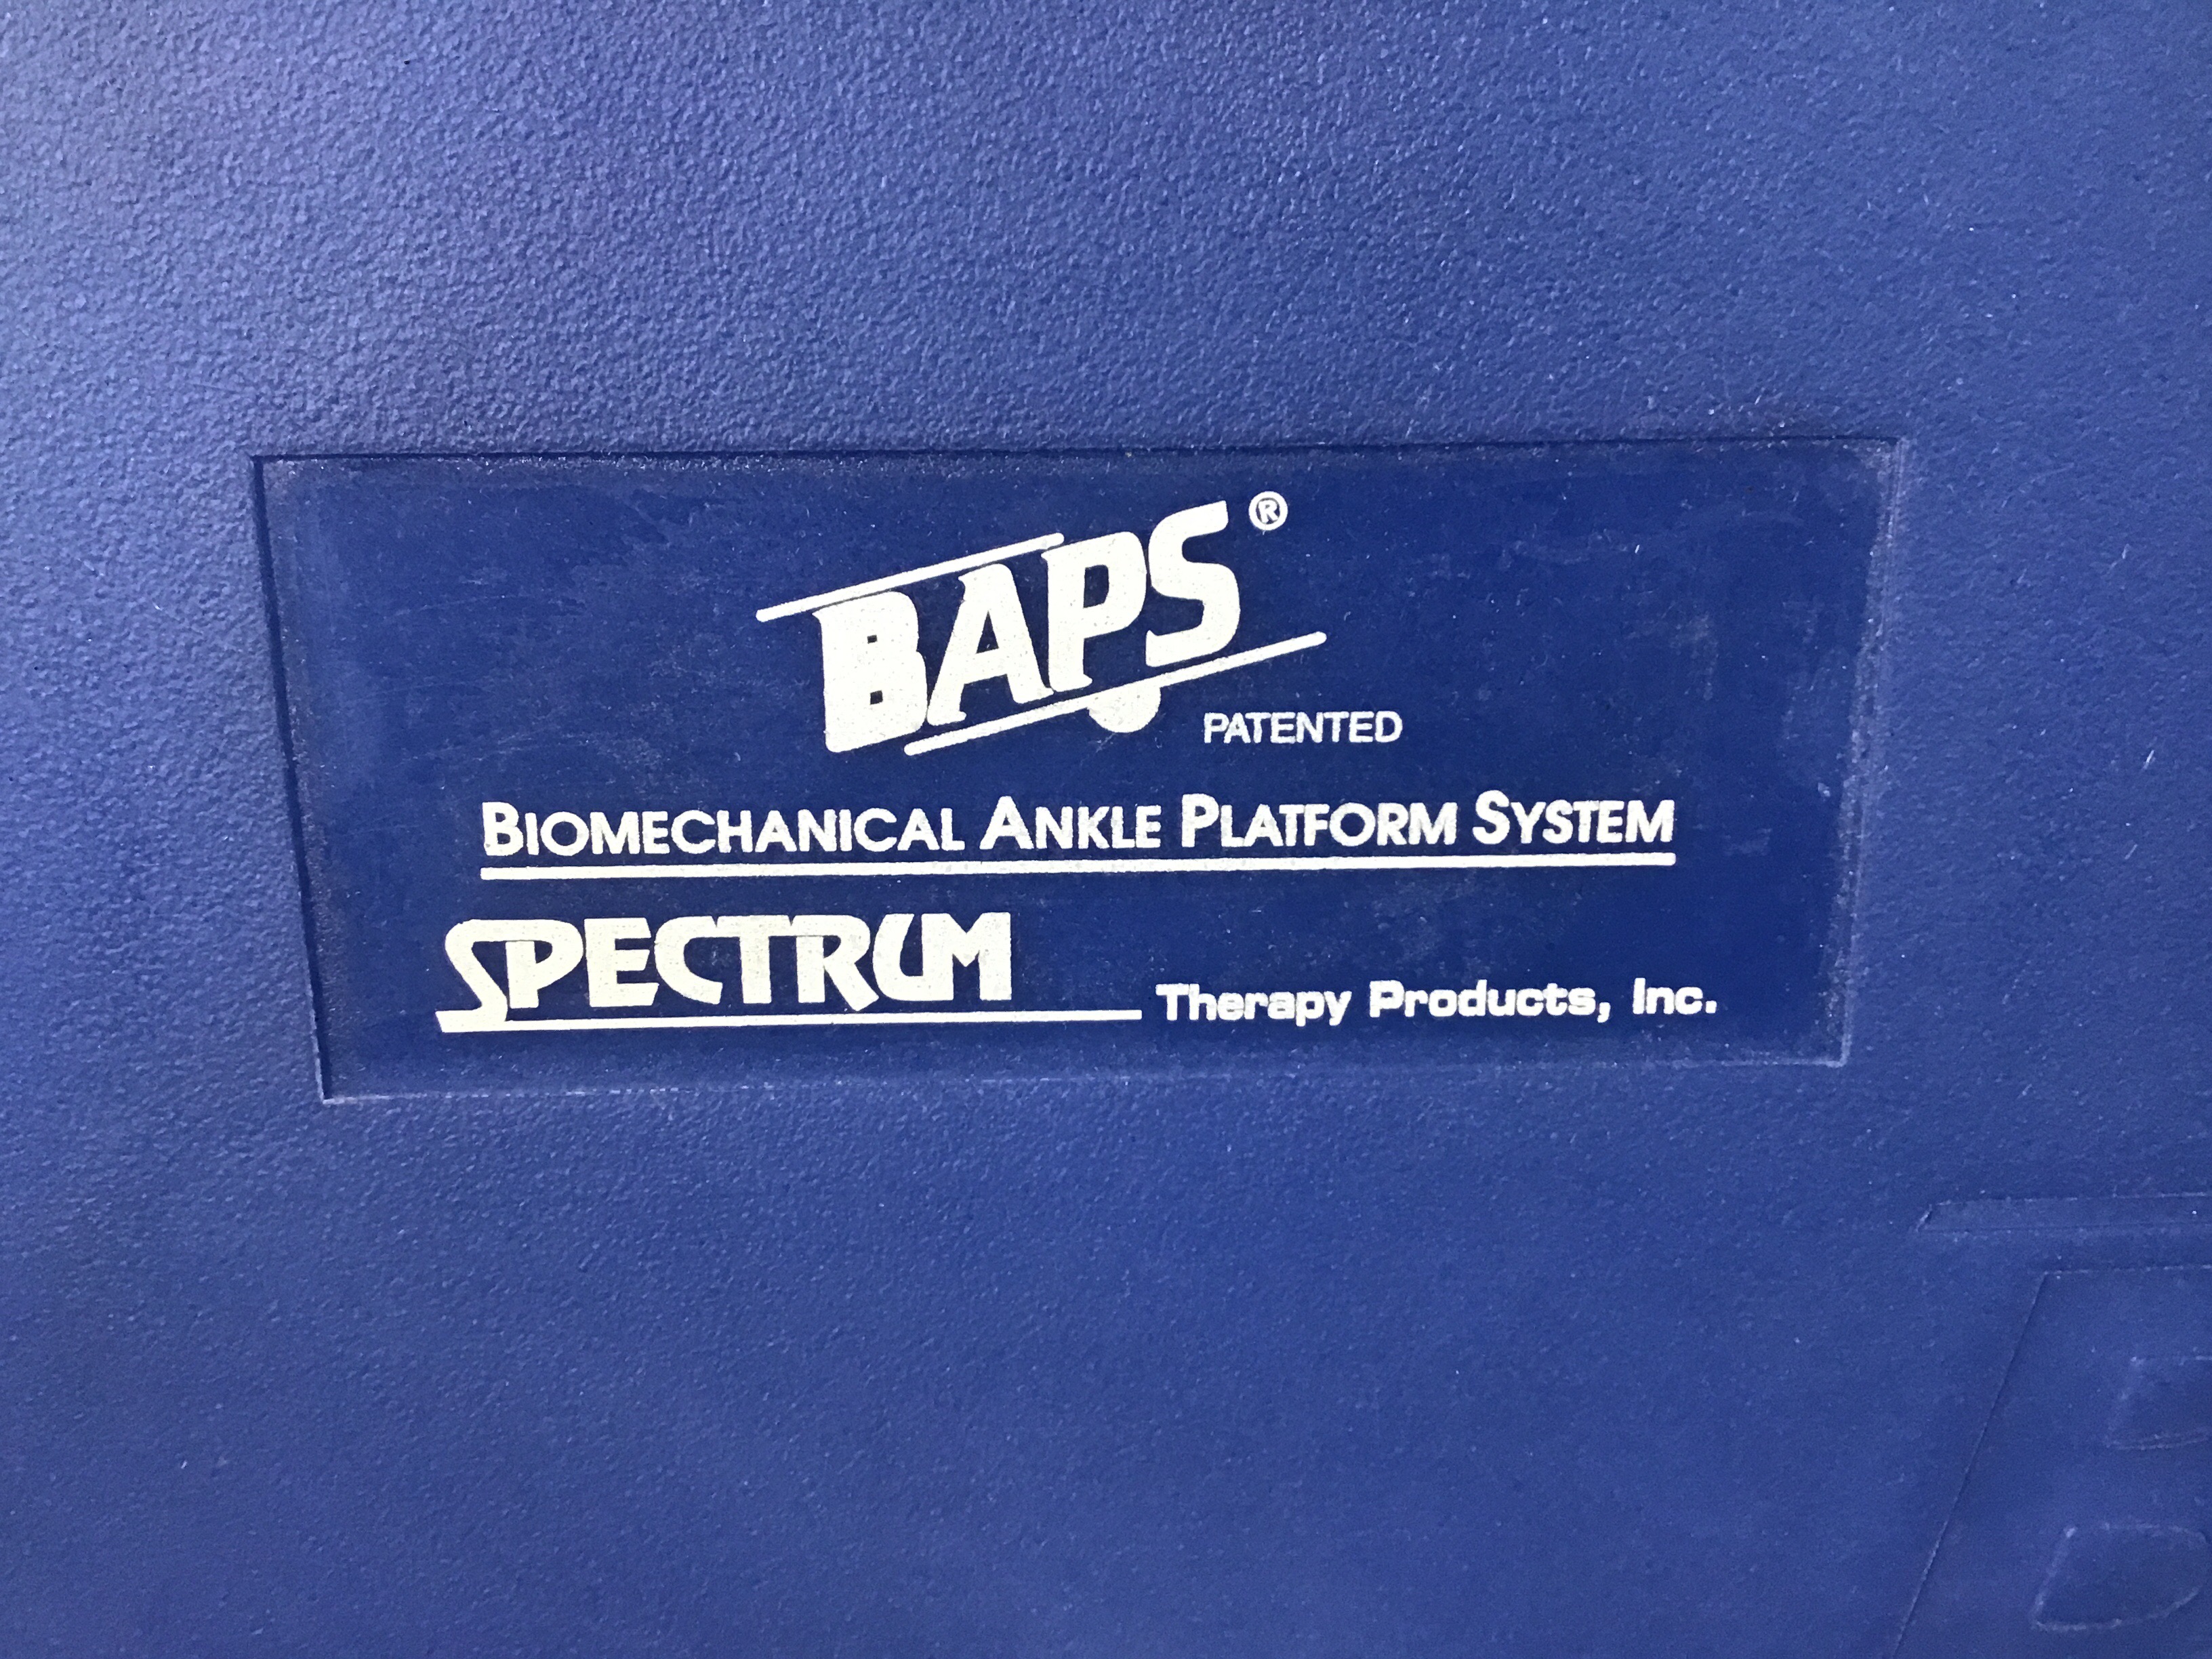 BAPS®
PATENTED
BIOMECHANICAL ANKLE PLATFORM SYSTEM
SPECTRUM Therapy Products, Inc.
B